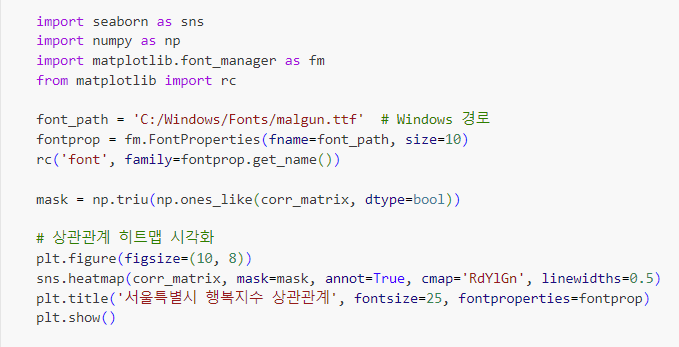 import seaborn as sns
import numpy as np
import matplotlib.font_manager as fm
from matplotlib import rc
font_path = 'C:/Windows/Fonts/malgun.ttf'  # Windows 경로
fontprop = fm.FontProperties(fname=font_path, size=10)
rc('font', family=fontprop.get_name())
mask = np.triu(np.ones_like(corr_matrix, dtype=bool))
# 상관관계 히트맵 시각화
plt.figure(figsize=(10, 8))
sns.heatmap(corr_matrix, mask=mask, annot=True, cmap='RdYlGn', linewidths=0.5)
plt.title('서울특별시 행복지수 상관관계', fontsize=25, fontproperties=fontprop)
plt.show()